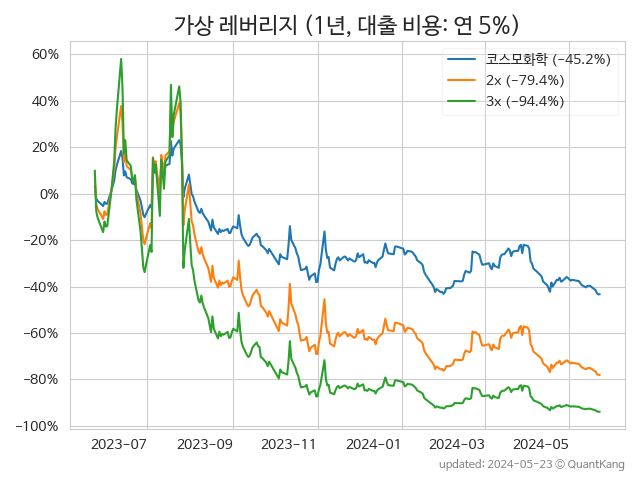 가상 레버리지 (1년, 대출 비용: 연 5%)
코스모화학 (−45.2%)
2x (−79.4%)
3x (−94.4%)
60%
40%
20%
0%
−20%
−40%
−60%
−80%
−100%
2023-07 2023-09 2023-11 2024-01 2024-03 2024-05
updated: 2024-05-23 © QuantKang